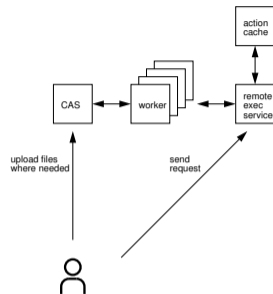 action
cache
CAS
worker
remote
exec
service
upload files
where needed
send
request